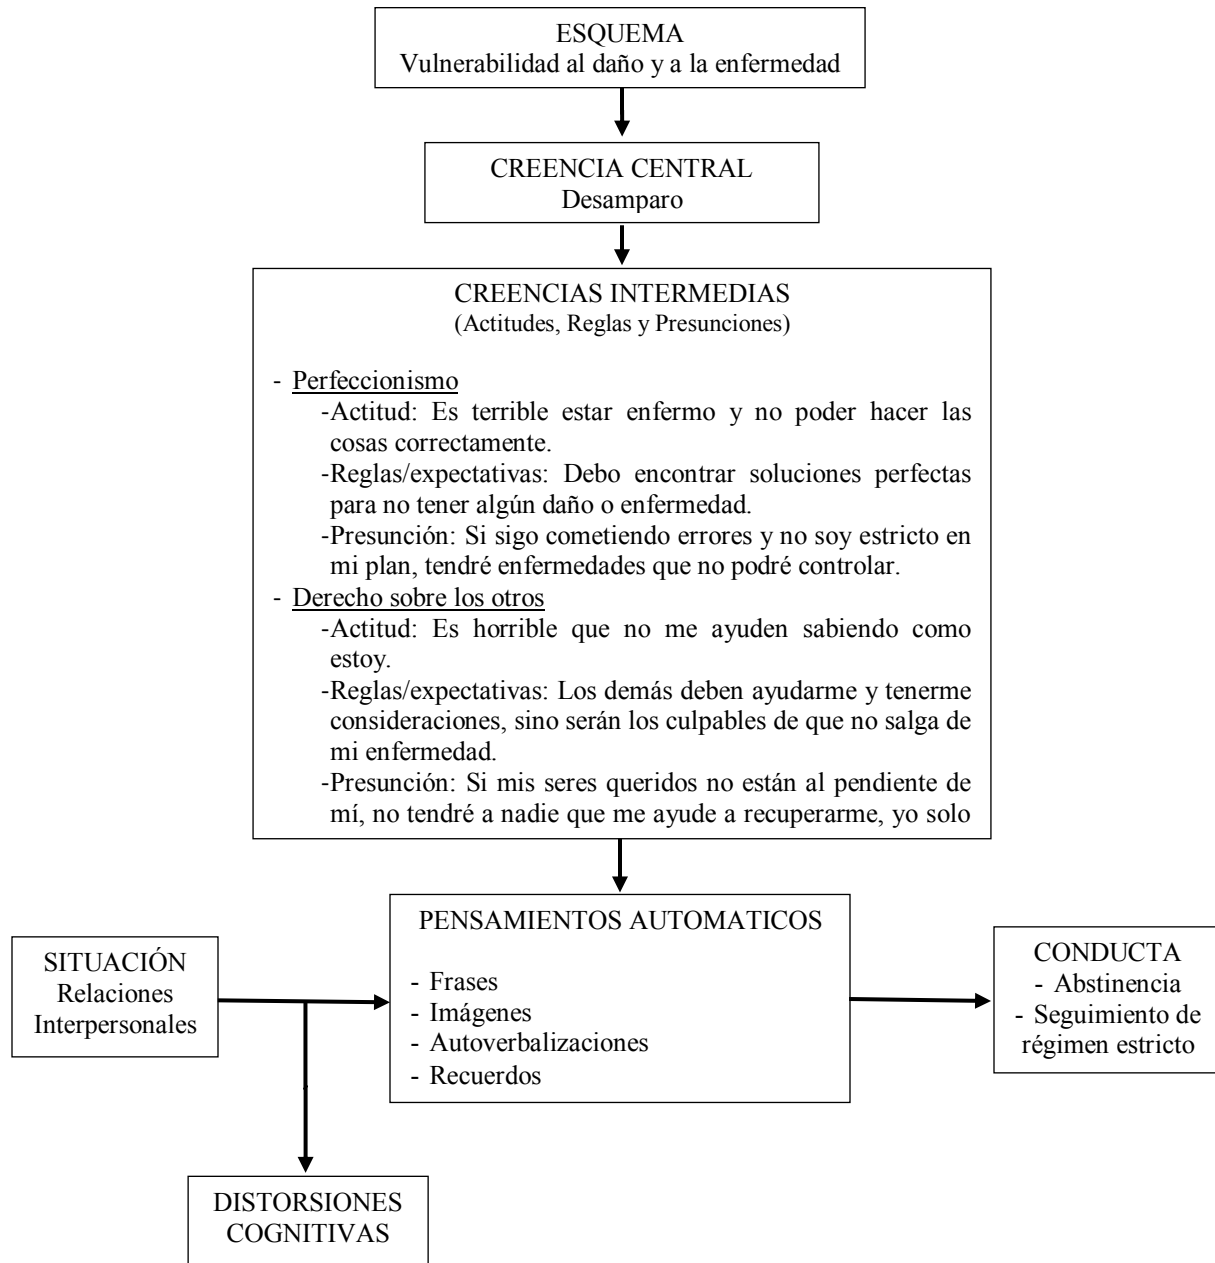 ESQUEMA
Vulnerabilidad al daño y a la enfermedad
CREENCIA CENTRAL
Desamparo
CREENCIAS INTERMEDIAS
(Actitudes, Reglas y Presunciones)
- Perfeccionismo
-Actitud: Es terrible estar enfermo y no poder hacer las
cosas correctamente.
-Reglas/expectativas: Debo encontrar soluciones perfectas
para no tener algún daño o enfermedad.
-Presunción: Si sigo cometiendo errores y no soy estricto en
mi plan, tendré enfermedades que no podré controlar.
- Derecho sobre los otros
-Actitud: Es horrible que no me ayuden sabiendo como
estoy.
-Reglas/expectativas: Los demás deben ayudarme y tenerme
consideraciones, sino serán los culpables de que no salga de
mi enfermedad.
-Presunción: Si mis seres queridos no están al pendiente de
mí, no tendré a nadie que me ayude a recuperarme, yo solo
PENSAMIENTOS AUTOMATICOS
- Frases
- Imágenes
- Autoverbalizaciones
- Recuerdos
SITUACIÓN
Relaciones
Interpersonales
CONDUCTA
- Abstinencia
- Seguimiento de
régimen estricto
DISTORSIONES
COGNITIVAS